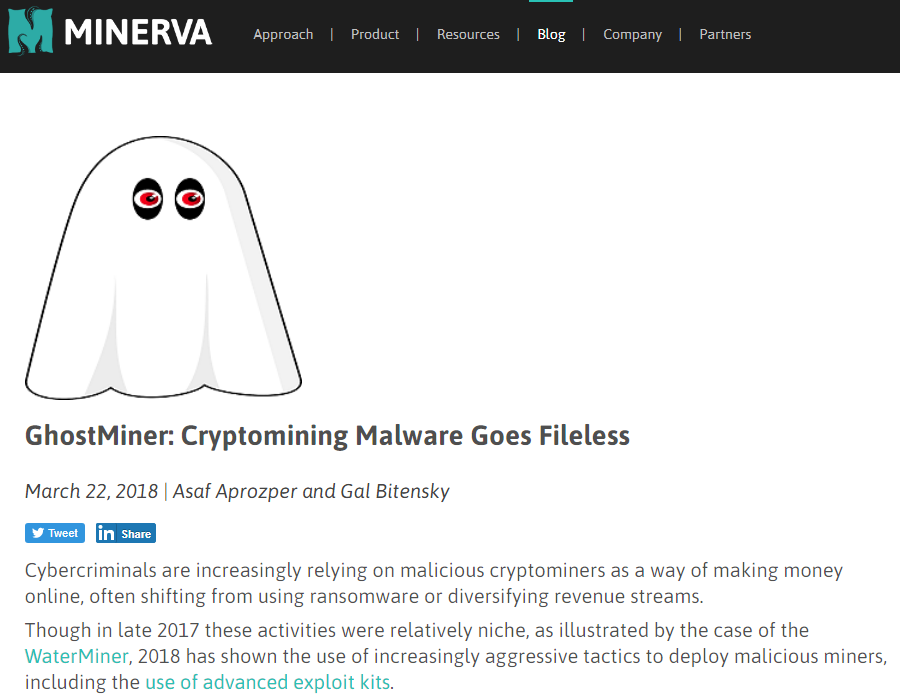 MINERVA
Approach | Product | Resources | Blog | Company | Partners
GhostMiner: Cryptomining Malware Goes Fileless
March 22, 2018 | Asaf Aprozper and Gal Bitensky
Tweet in Share
Cybercriminals are increasingly relying on malicious cryptominers as a way of making money
online, often shifting from using ransomware or diversifying revenue streams.
Though in late 2017 these activities were relatively niche, as illustrated by the case of the
WaterMiner, 2018 has shown the use of increasingly aggressive tactics to deploy malicious miners,
including the use of advanced exploit kits.